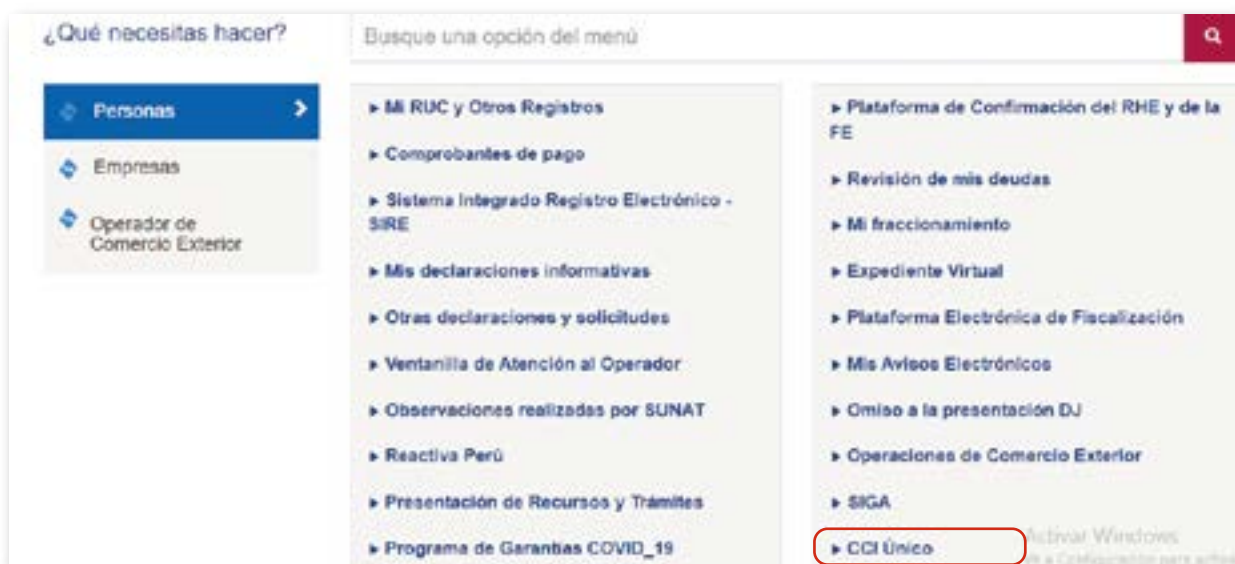 ¿Qué necesitas hacer?
Busque una opción del menú
Personas
Empresas
Operador de
Comercio Exterior
Mi RUC y Otros Registros
Comprobantes de pago
Sistema Integrado Registro Electrónico -
SIRE
Mis declaraciones informativas
Otras declaraciones y solicitudes
Ventanilla de Atención al Operador
Observaciones realizadas por SUNAT
Reactiva Perú
Presentación de Recursos y Trámites
Programa de Garantías COVID_19
Plataforma de Confirmación del RHE y de la
FE
Revisión de mis deudas
Mi fraccionamiento
Expediente Virtual
Plataforma Electrónica de Fiscalización
Mis Avisos Electrónicos
Omiso a la presentación DJ
Operaciones de Comercio Exterior
SIGA
CCI Único
Activar Windows
a Configuración para